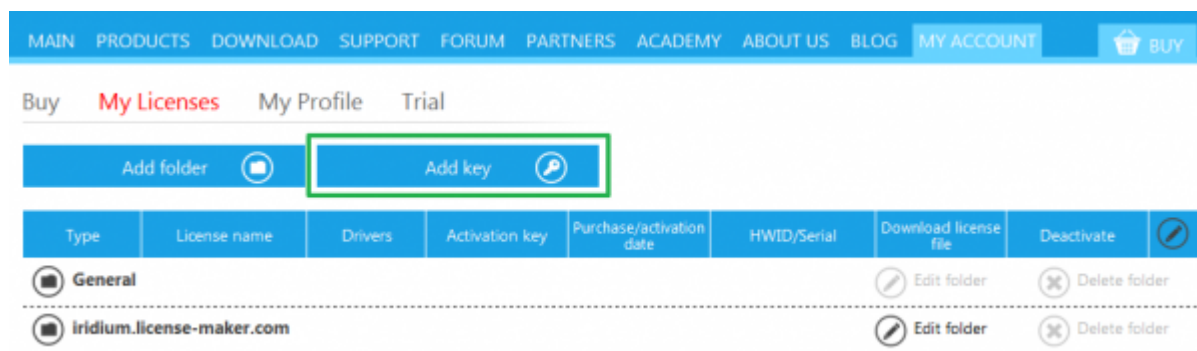 MAIN PRODUCTS DOWNLOAD SUPPORT FORUM PARTNERS ACADEMY ABOUT US BLOG MY ACCOUNT BUY
Buy My Licenses My Profile Trial
Add folder Add key
Type License name Drivers Activation key Purchase/activation date HWID/Serial Download license file Deactivate
General Edit folder Delete folder
iridium.license-maker.com Edit folder Delete folder